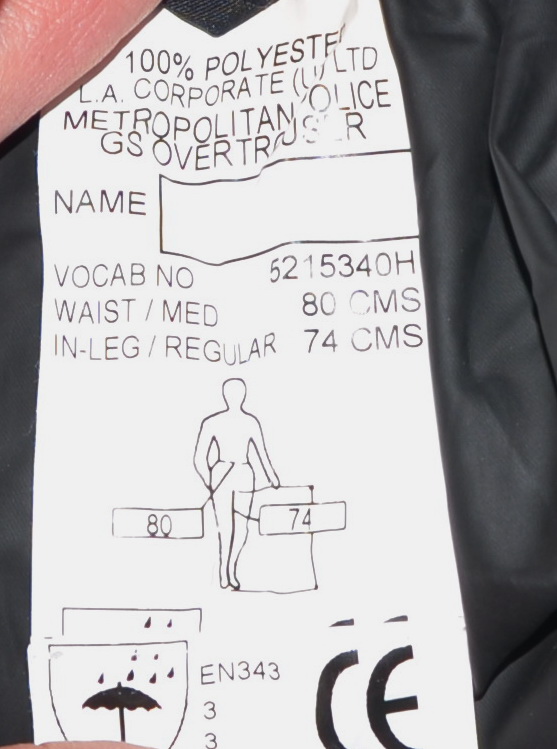 100% POLYESTER
L.A. CORPORATE (U) LTD
METROPOLITAN POLICE
GS OVERTROUSER
NAME
VOCAB NO 5215340H
WAIST / MED 80 CMS
IN-LEG / REGULAR 74 CMS
80 74
EN343
3
3
CE